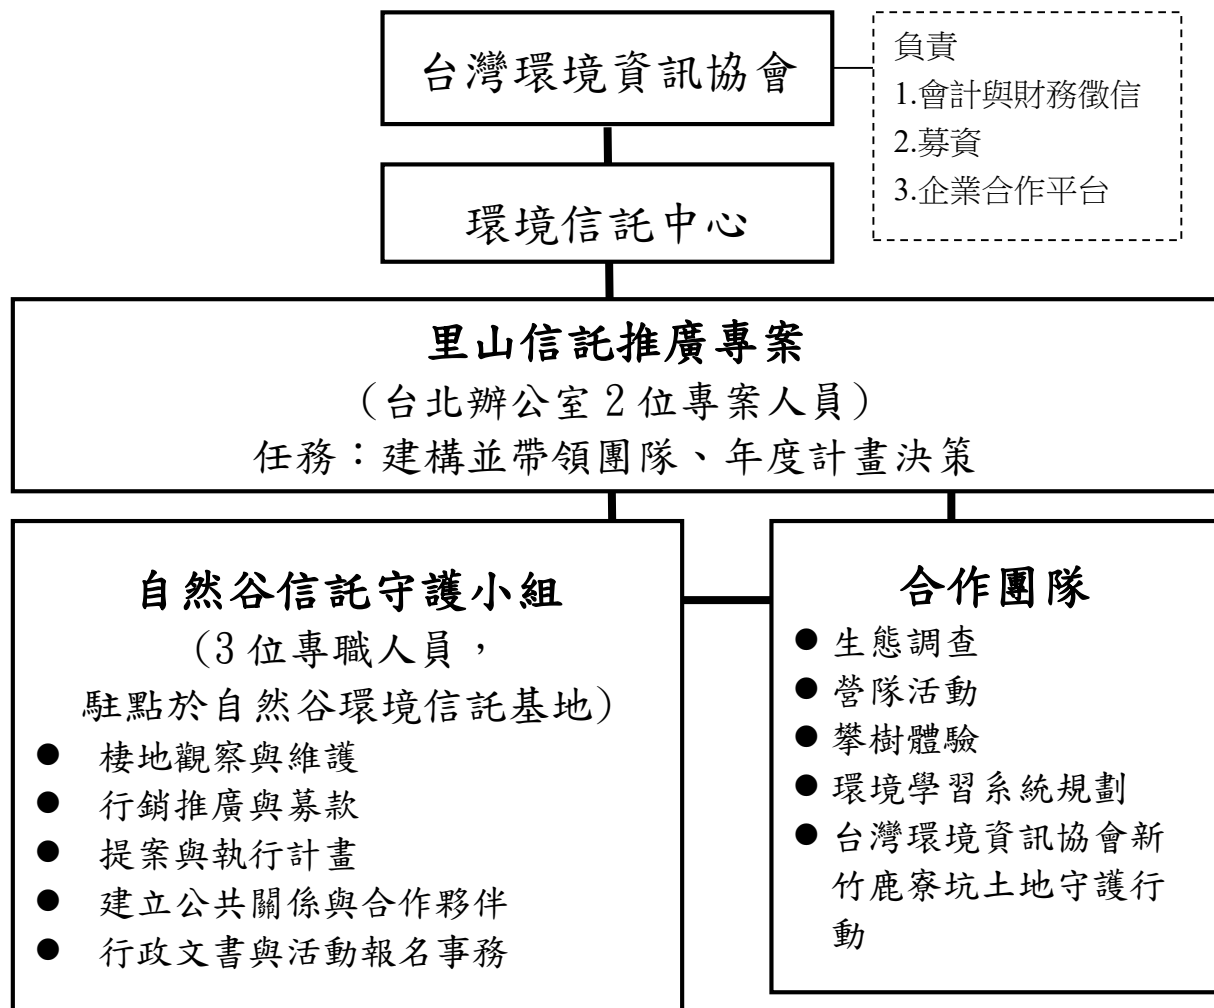 台灣環境資訊協會
負責
1.會計與財務徵信
2.募資
3.企業合作平台
環境信託中心
里山信託推廣專案
（台北辦公室 2 位專案人員）
任務：建構並帶領團隊、年度計畫決策
自然谷信託守護小組
（3 位專職人員，
駐點於自然谷環境信託基地）
● 棲地觀察與維護
● 行銷推廣與募款
● 提案與執行計畫
● 建立公共關係與合作夥伴
● 行政文書與活動報名事務
合作團隊
● 生態調查
● 營隊活動
● 攀樹體驗
● 環境學習系統規劃
● 台灣環境資訊協會新
竹鹿寮坑土地守護行
動